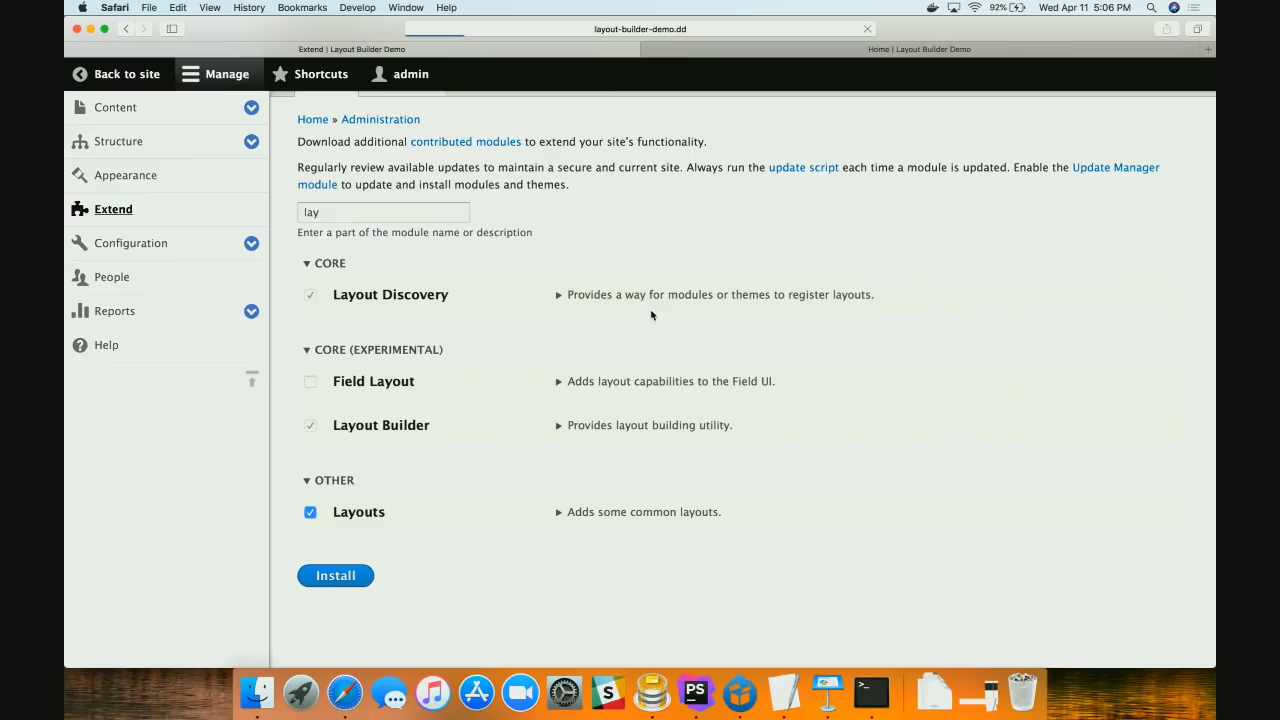 Safari File Edit View History Bookmarks Develop Window Help 92% Wed Apr 11 5:06 PM
layout-builder-demo.dd
Extend | Layout Builder Demo Home | Layout Builder Demo
Back to site Manage Shortcuts admin
Content
Structure
Appearance
Extend
Configuration
People
Reports
Help
Home » Administration
Download additional contributed modules to extend your site's functionality.
Regularly review available updates to maintain a secure and current site. Always run the update script each time a module is updated. Enable the Update Manager
module to update and install modules and themes.
lay
Enter a part of the module name or description
▼ CORE
Layout Discovery ▶ Provides a way for modules or themes to register layouts.
▼ CORE (EXPERIMENTAL)
Field Layout ▶ Adds layout capabilities to the Field UI.
Layout Builder ▶ Provides layout building utility.
▼ OTHER
Layouts ▶ Adds some common layouts.
Install
S PS >_